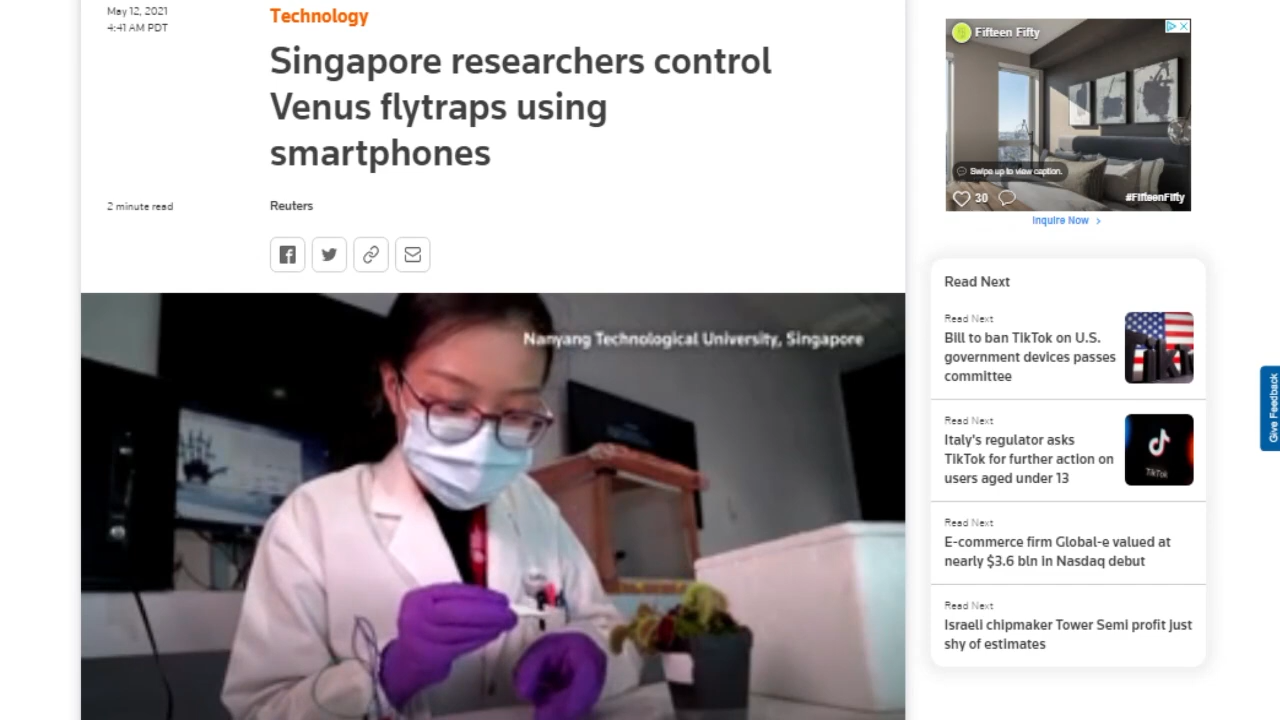 May 12, 2021
4:41 AM PDT
Technology
Singapore researchers control
Venus flytraps using
smartphones
2 minute read
Reuters
Nanyang Technological University, Singapore
Fifteen Fifty
Swipe up to view caption.
30
#FifteenFifty
Inquire Now >
Read Next
Read Next
Bill to ban TikTok on U.S.
government devices passes
committee
Read Next
Italy's regulator asks
TikTok for further action on
users aged under 13
TikTok
Read Next
E-commerce firm Global-e valued at
nearly $3.6 bln in Nasdaq debut
Read Next
Israeli chipmaker Tower Semi profit just
shy of estimates
Give Feedback